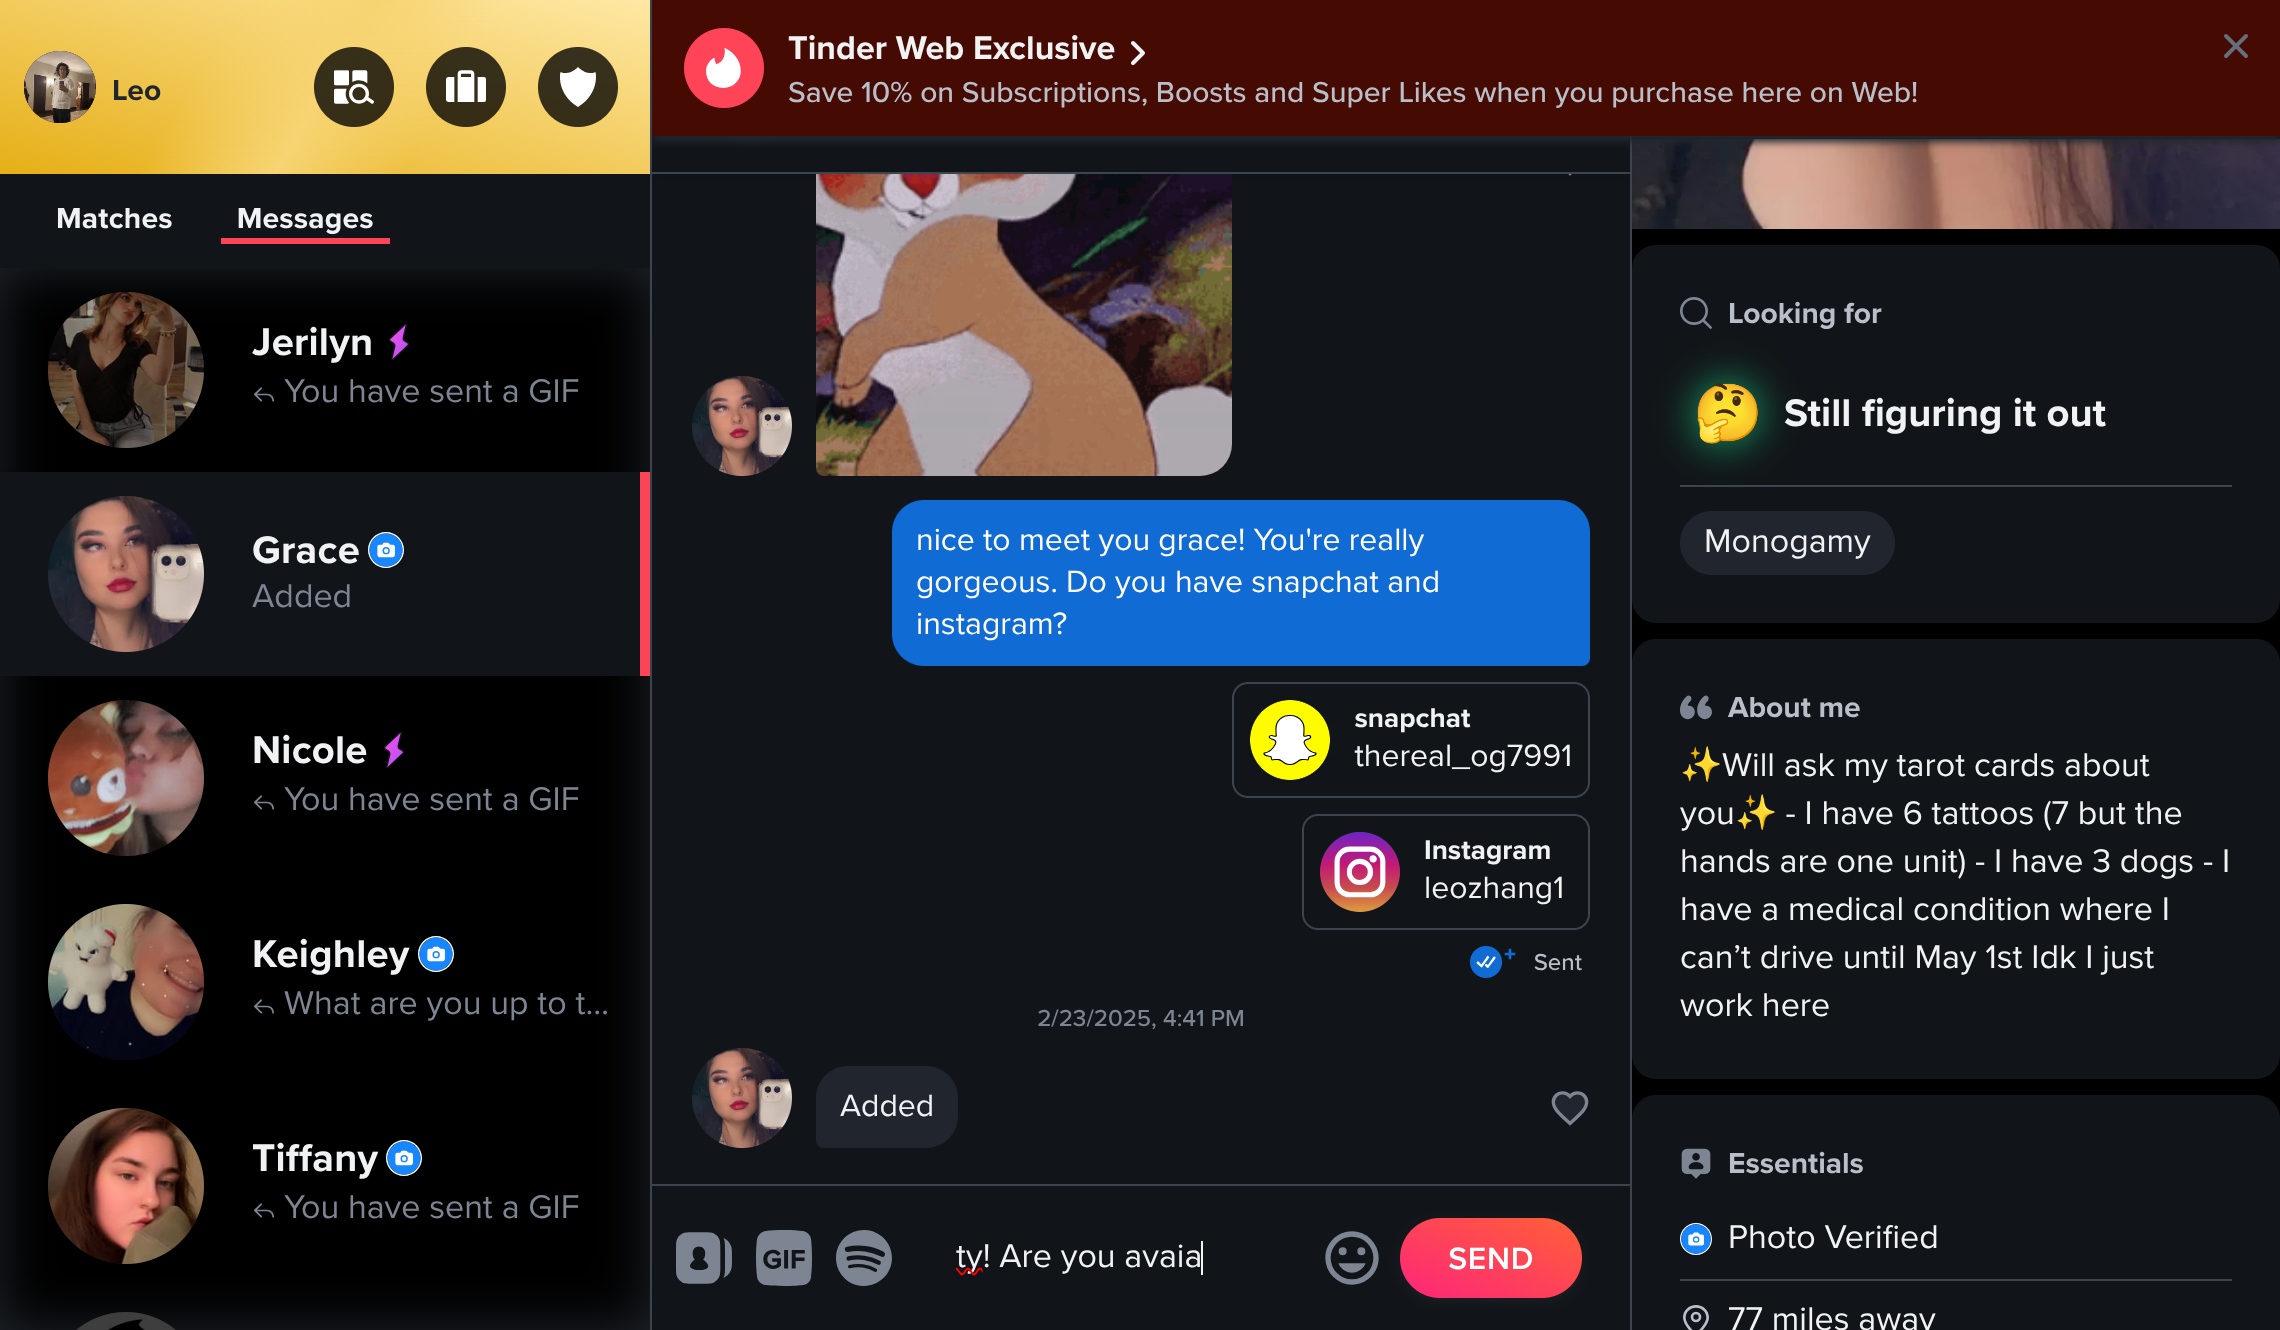 Leo
Matches
Messages
Jerilyn
You have sent a GIF
Grace
Added
Nicole
You have sent a GIF
Keighley
What are you up to t...
Tiffany
You have sent a GIF
Tinder Web Exclusive
Save 10% on Subscriptions, Boosts and Super Likes when you purchase here on Web!
nice to meet you grace! You're really
gorgeous. Do you have snapchat and
instagram?
snapchat
thereal_og7991
Instagram
leozhang1
Sent
2/23/2025, 4:41 PM
Added
GIF
ty! Are you avaia
SEND
Looking for
🤔 Still figuring it out
Monogamy
About me
✨Will ask my tarot cards about
you✨ - I have 6 tattoos (7 but the
hands are one unit) - I have 3 dogs - I
have a medical condition where I
can’t drive until May 1st Idk I just
work here
Essentials
Photo Verified
77 miles away